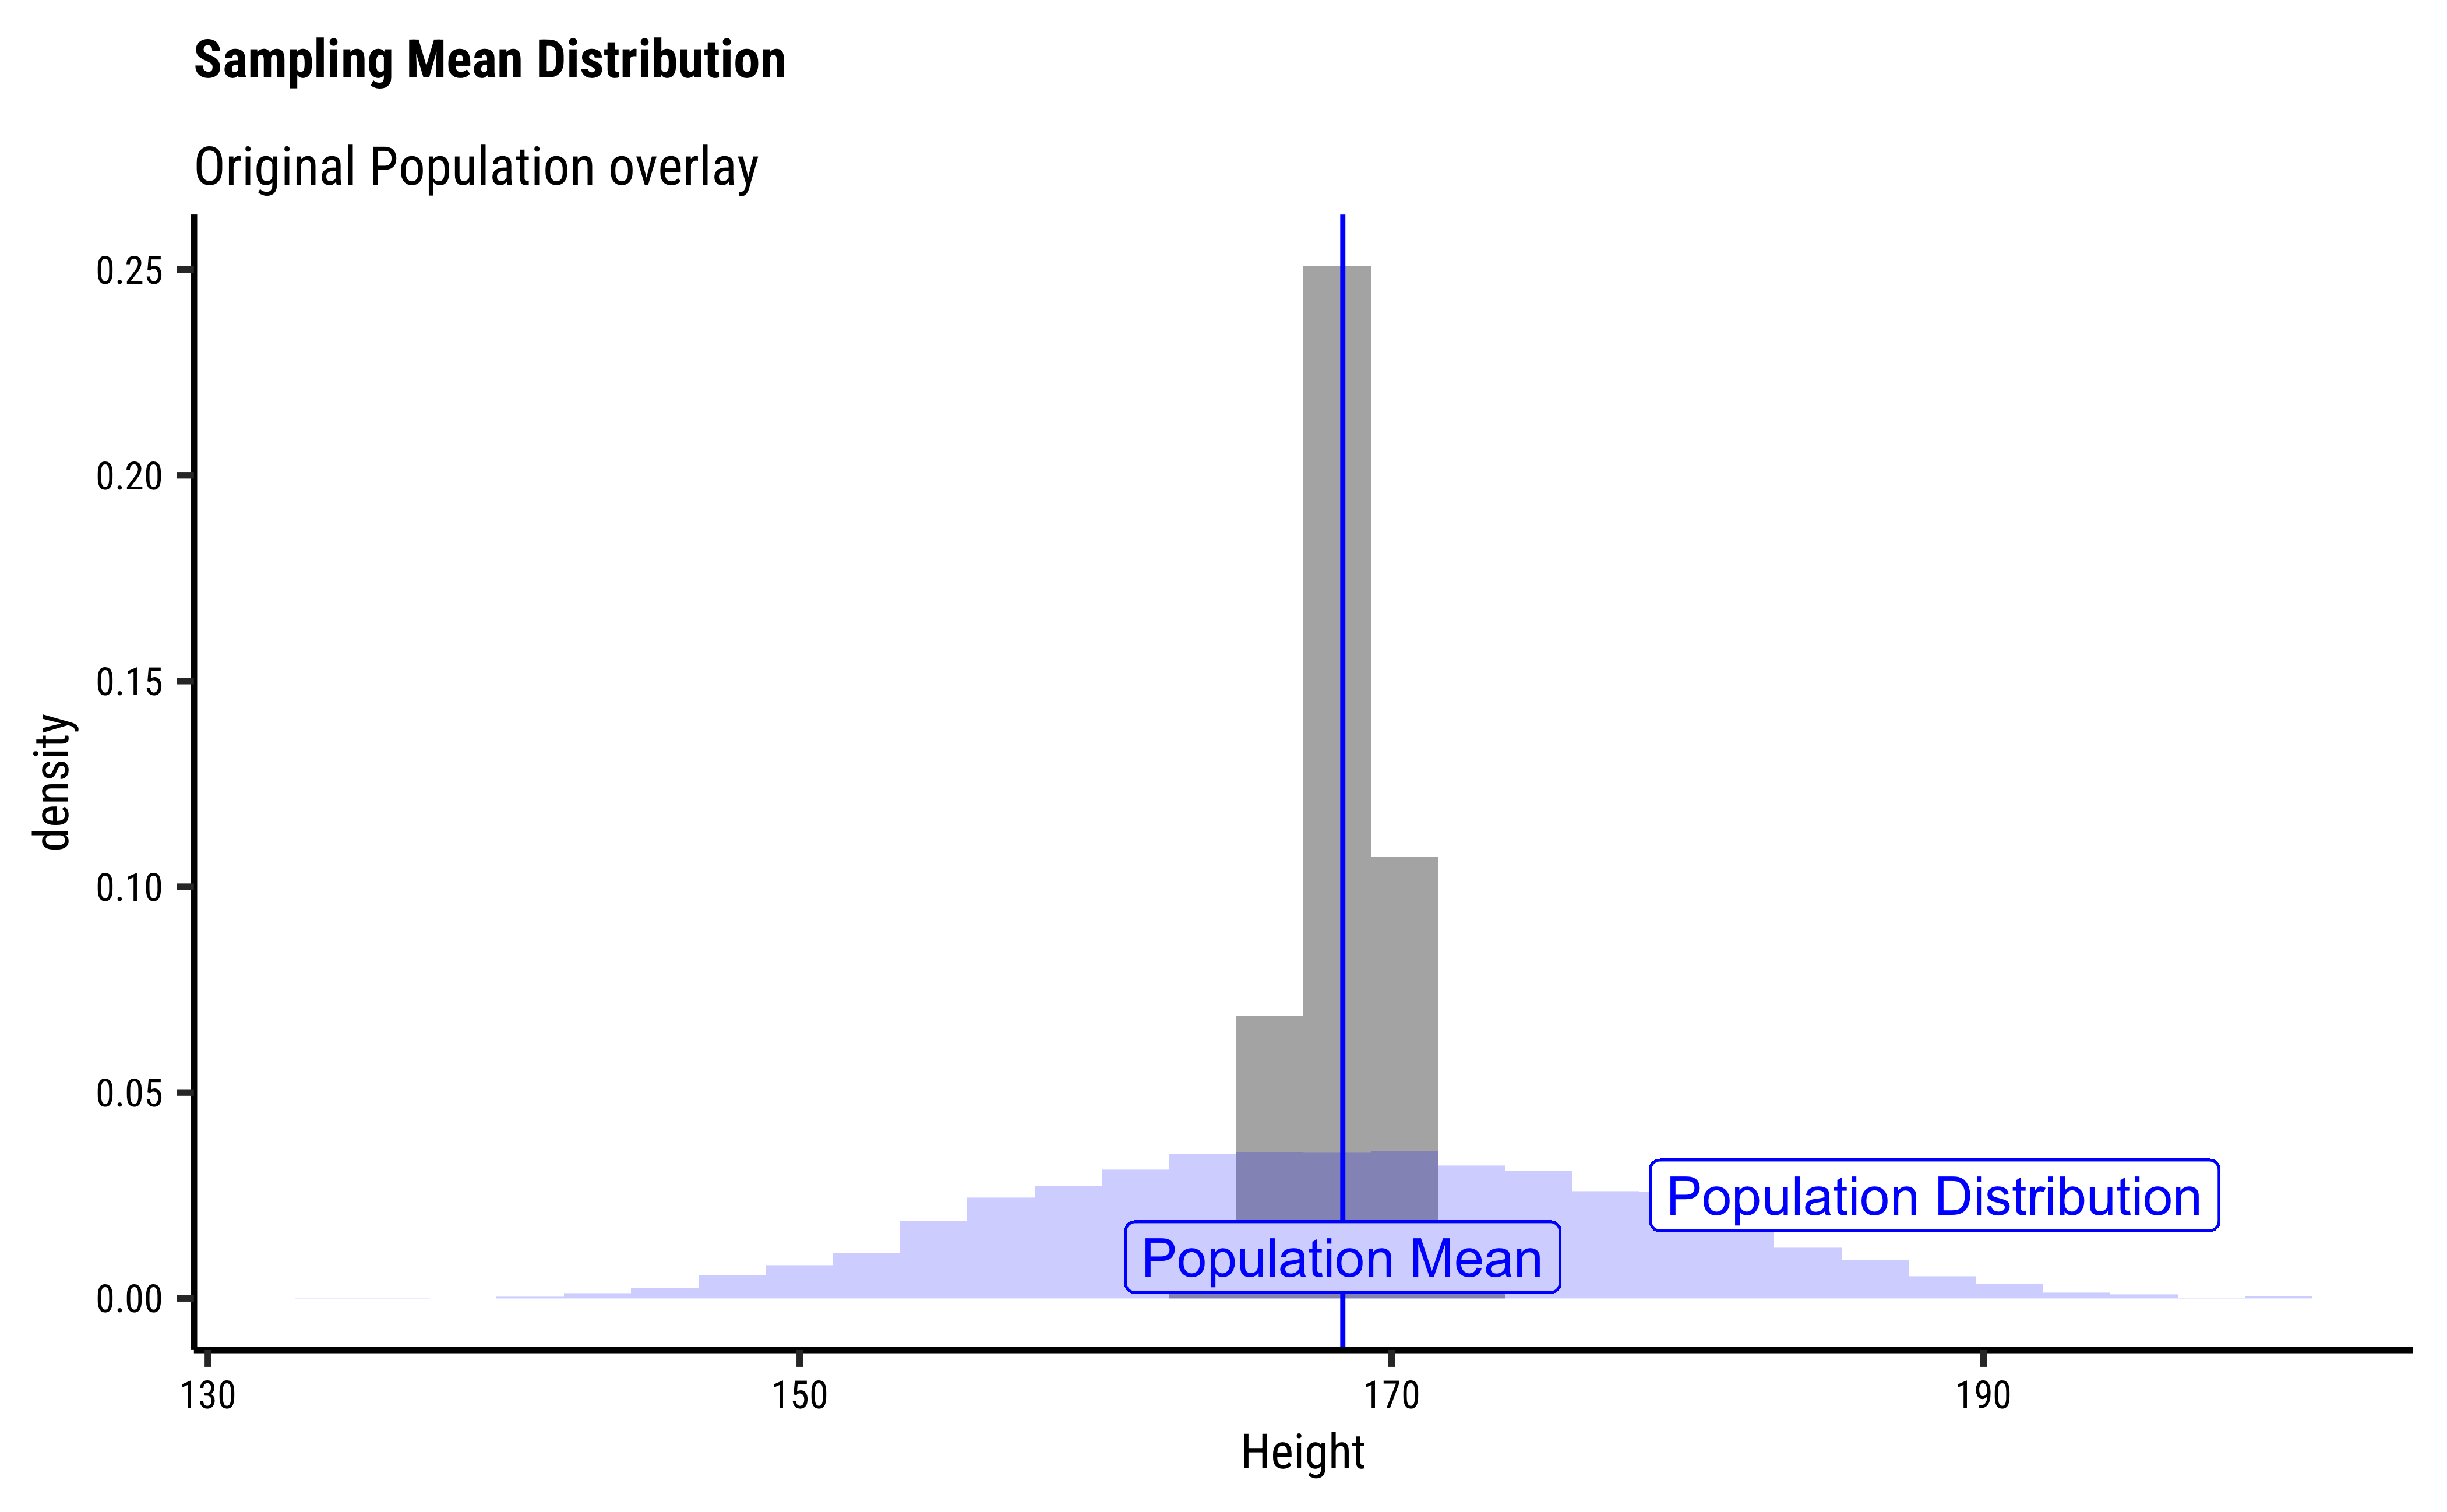 Sampling Mean Distribution
Original Population overlay
0.25
0.20
0.15
0.10
0.05
0.00
density
Population Distribution
Population Mean
130
150
170
190
Height